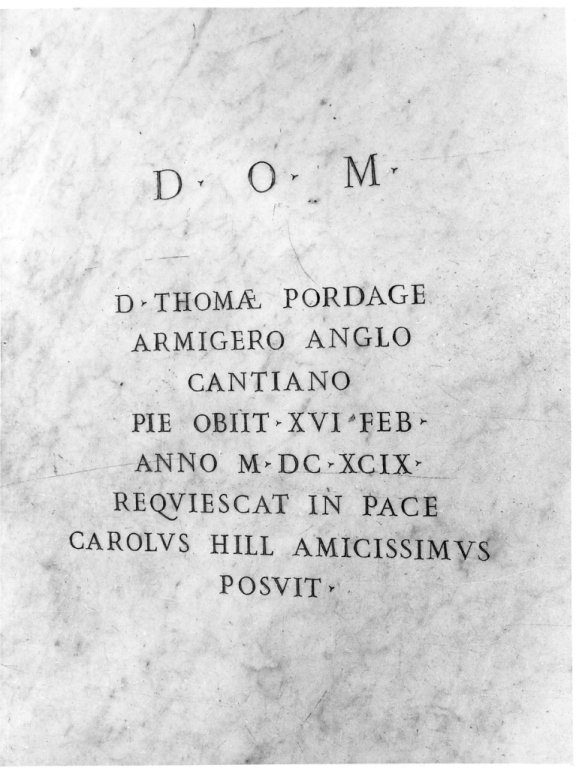 D · O · M ·
D · THOMÆ PORDAGE
ARMIGERO ANGLO
CANTIANO
PIE OBIIT · XVI · FEB ·
ANNO M · DC · XCIX ·
REQVIESCAT IN PACE
CAROLVS HILL AMICISSIMVS
POSVIT ·